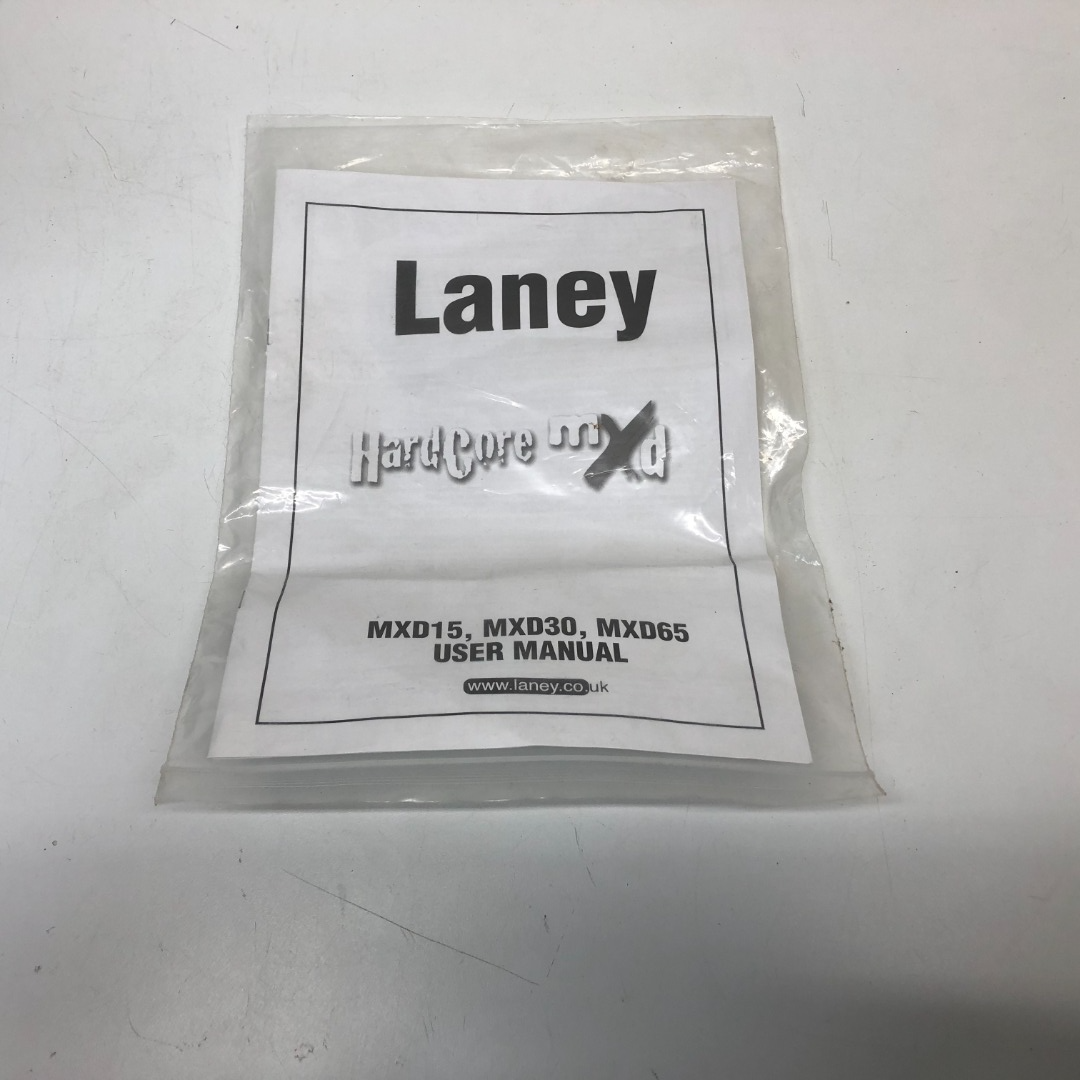 Laney
HardCore mXd
MXD15, MXD30, MXD65
USER MANUAL
www.laney.co.uk